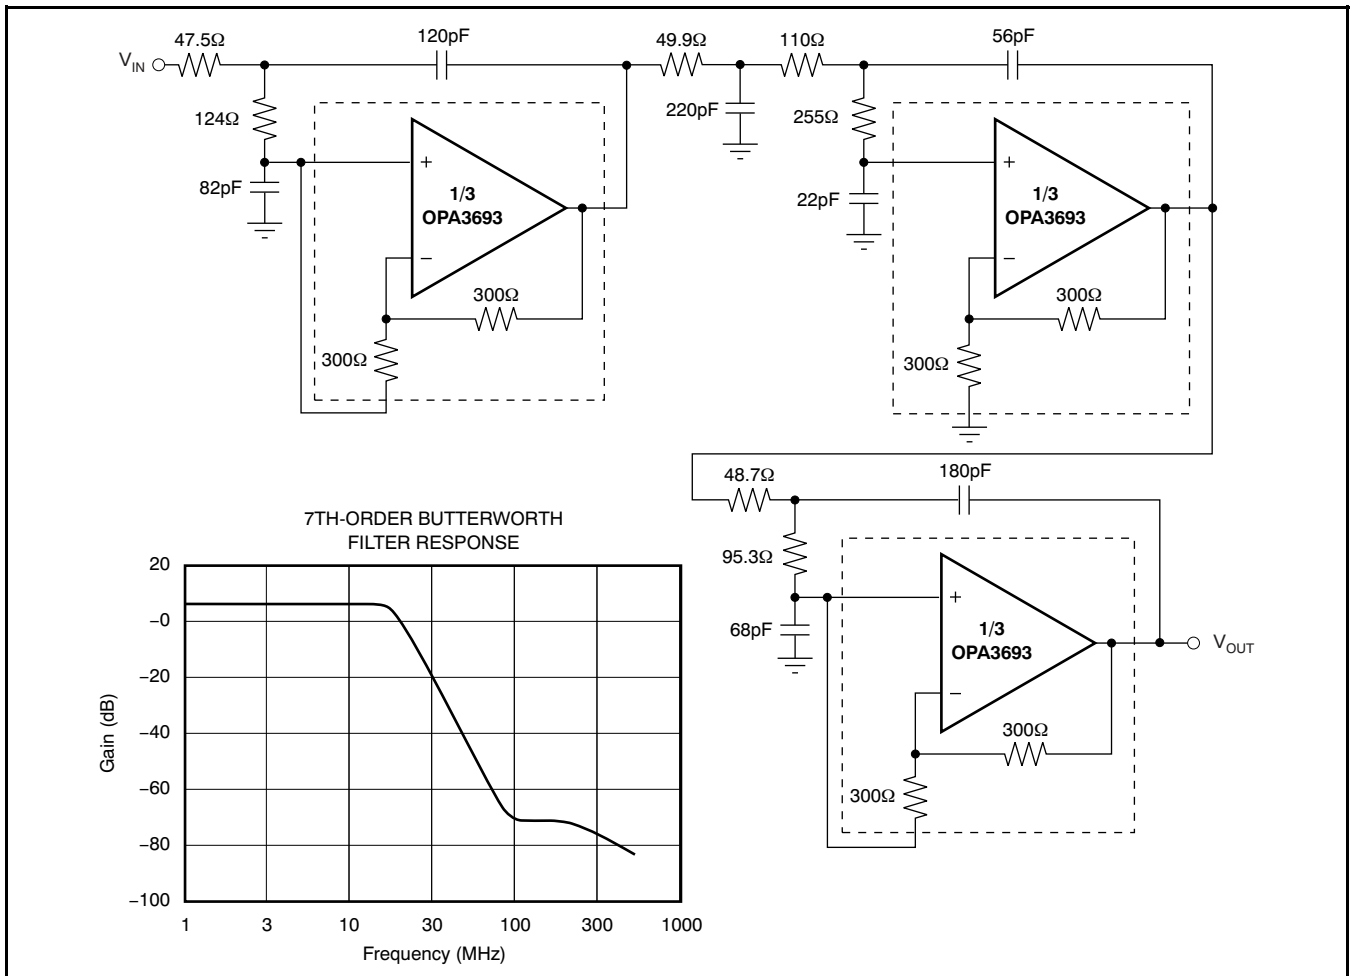 47.5Ω
120pF
49.9Ω
110Ω
56pF
V_IN
124Ω
220pF
255Ω
+
1/3
OPA3693
−
82pF
300Ω
300Ω
+
1/3
OPA3693
−
22pF
300Ω
300Ω
48.7Ω
180pF
95.3Ω
+
1/3
OPA3693
−
68pF
V_OUT
300Ω
300Ω
7TH-ORDER BUTTERWORTH
FILTER RESPONSE
20
−0
−20
−40
−60
−80
−100
Gain (dB)
1 3 10 30 100 300 1000
Frequency (MHz)